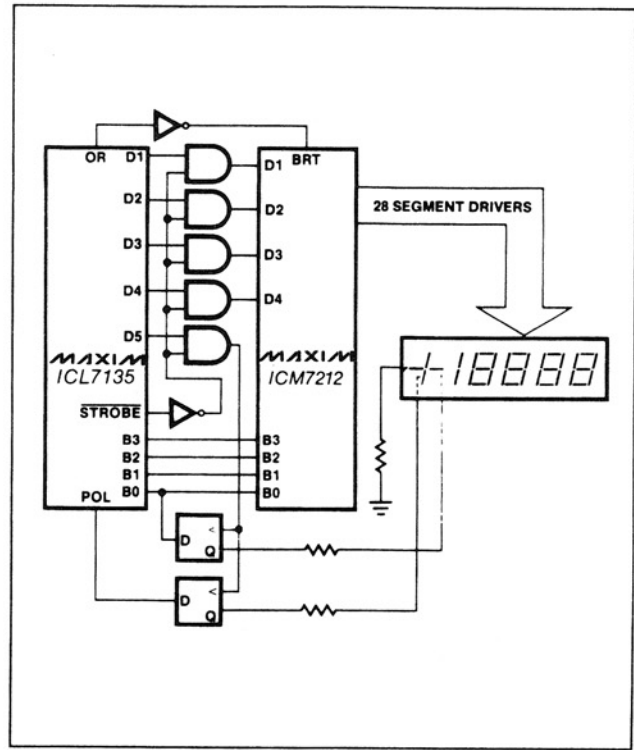 OR
D1
D2
D3
D4
D5
MAXIM
ICL7135
STROBE
B3
B2
B1
B0
POL
BRT
D1
D2
D3
D4
MAXIM
ICM7212
B3
B2
B1
B0
28 SEGMENT DRIVERS
+18888
D <
Q
D <
Q